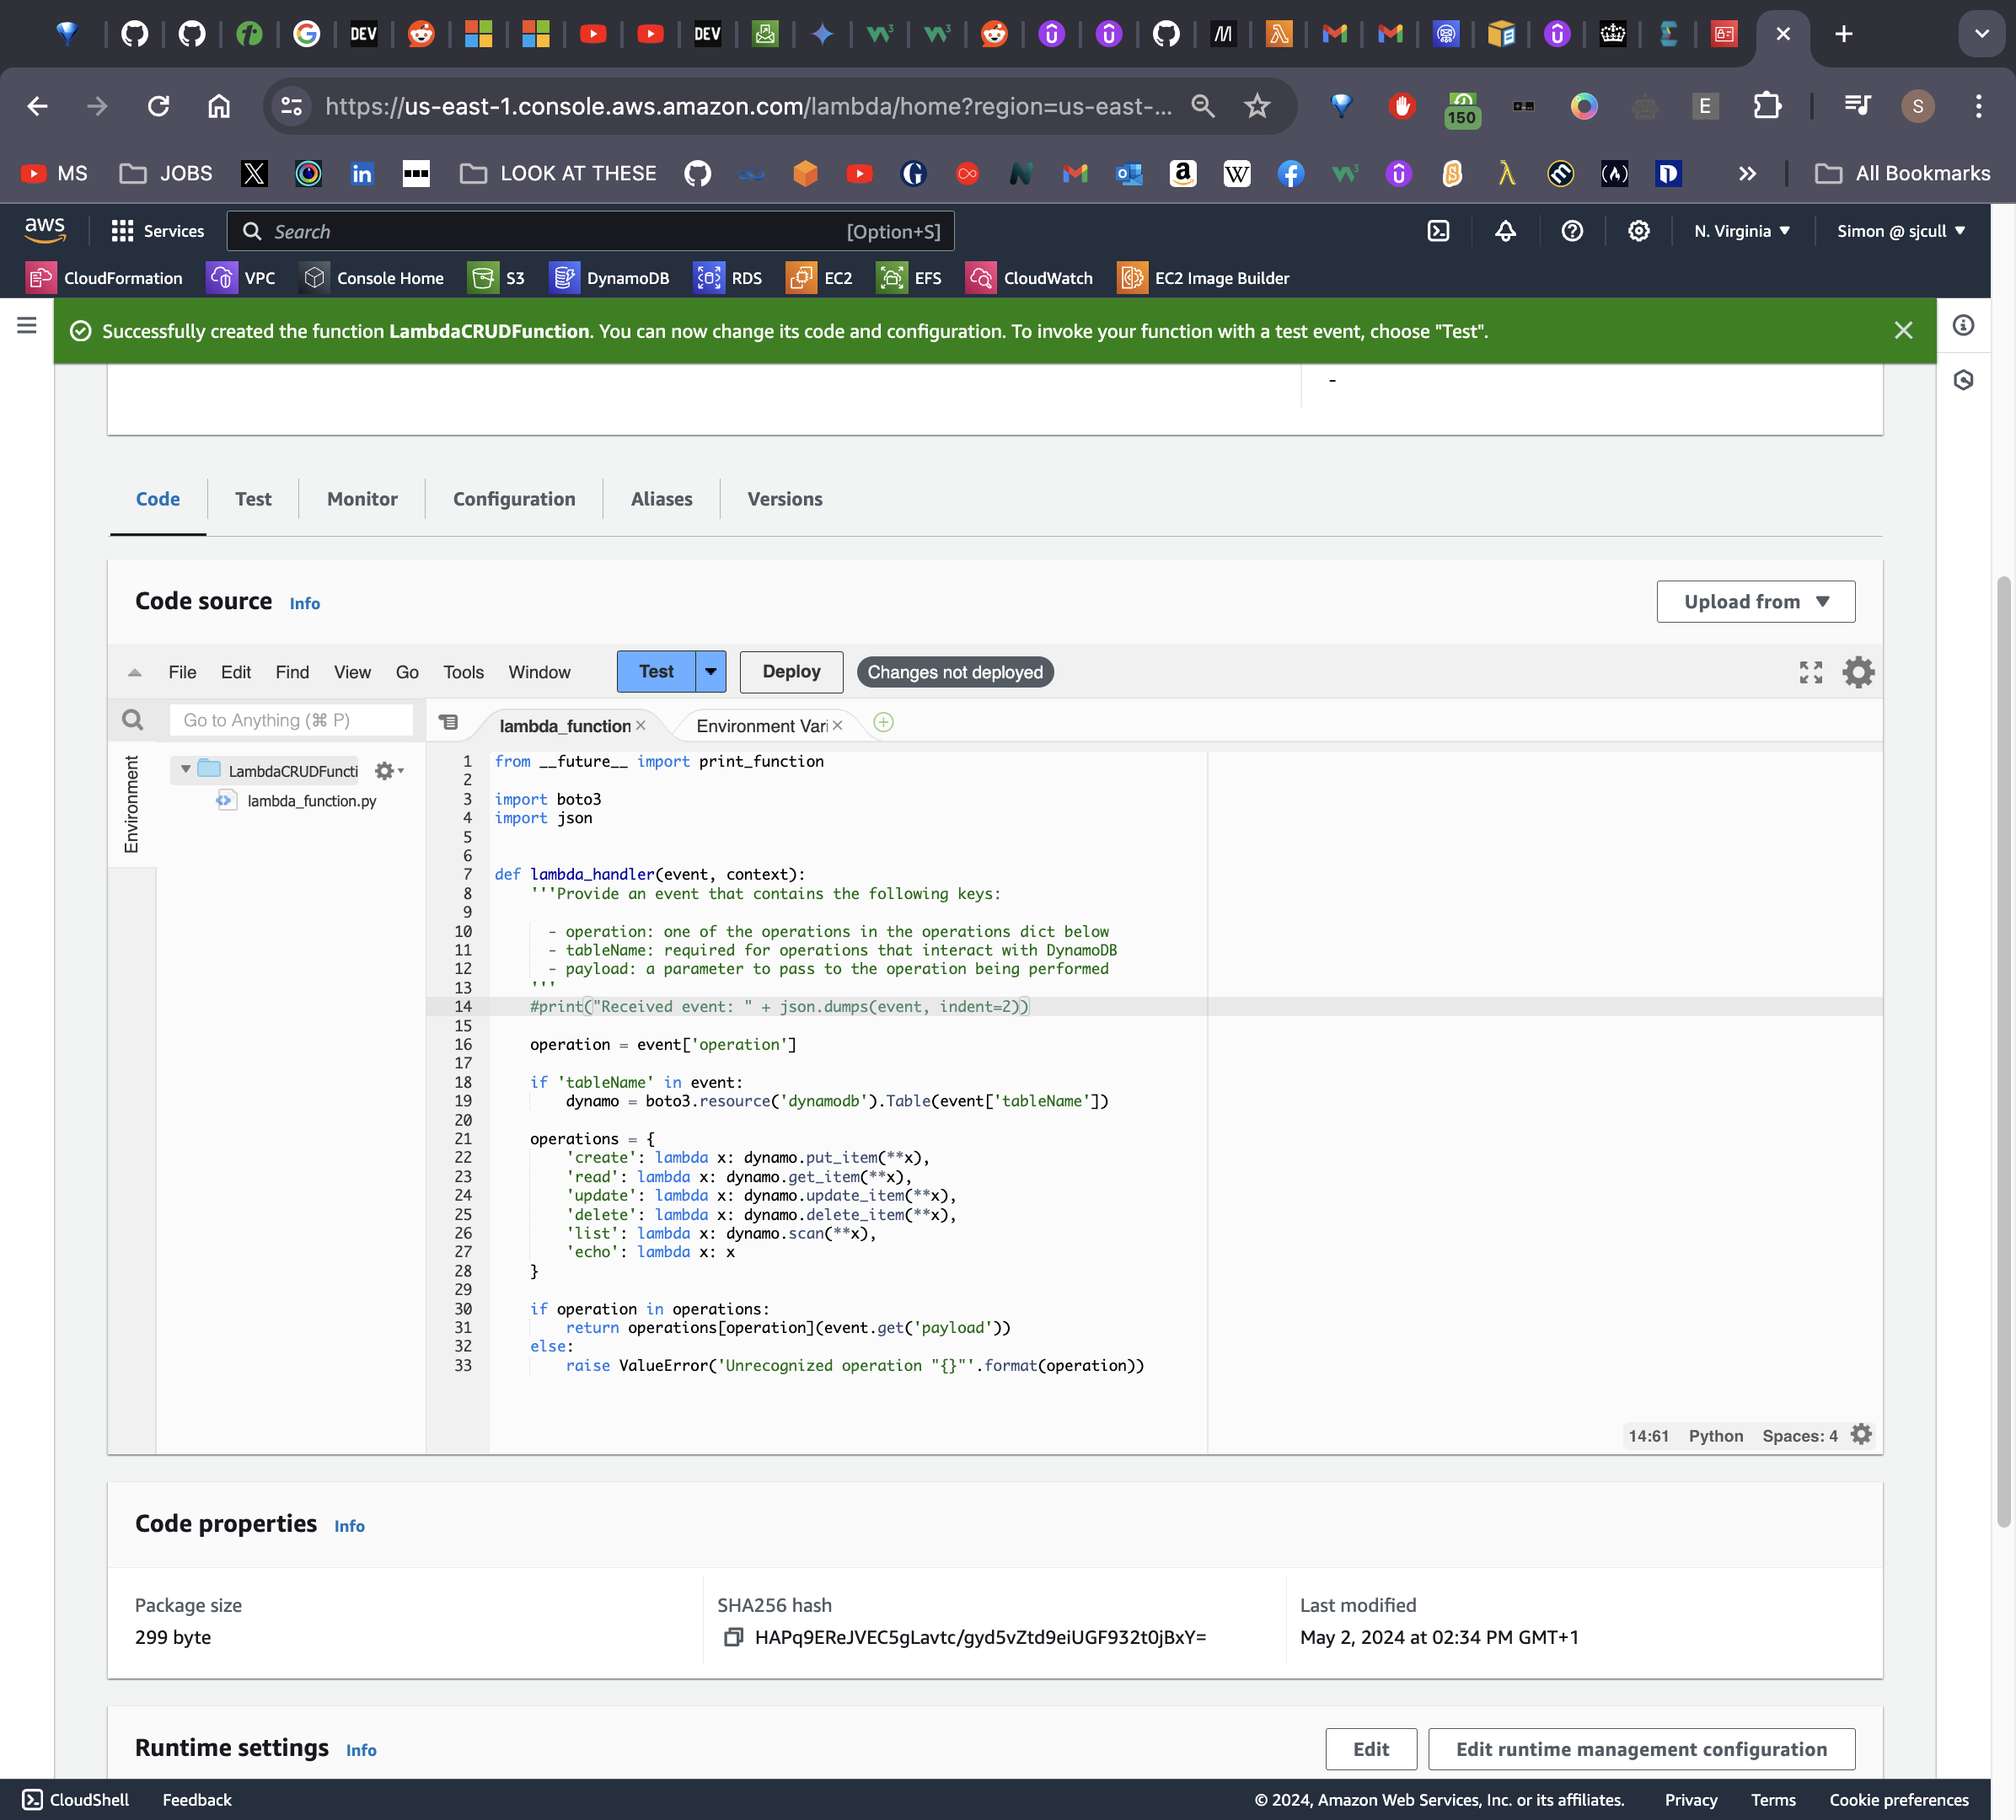 DEV
DEV
https://us-east-1.console.aws.amazon.com/lambda/home?region=us-east-...
150
E
S
MS
JOBS
LOOK AT THESE
All Bookmarks
aws
Services
Search
[Option+S]
N. Virginia
Simon @ sjcull
CloudFormation
VPC
Console Home
S3
DynamoDB
RDS
EC2
EFS
CloudWatch
EC2 Image Builder
Successfully created the function LambdaCRUDFunction. You can now change its code and configuration. To invoke your function with a test event, choose "Test".
-
Code
Test
Monitor
Configuration
Aliases
Versions
Code source Info
Upload from
File
Edit
Find
View
Go
Tools
Window
Test
Deploy
Changes not deployed
Go to Anything (⌘ P)
lambda_function
Environment Vari
Environment
LambdaCRUDFuncti
lambda_function.py
1 from __future__ import print_function
2
3 import boto3
4 import json
5
6
7 def lambda_handler(event, context):
8     '''Provide an event that contains the following keys:
9
10       - operation: one of the operations in the operations dict below
11       - tableName: required for operations that interact with DynamoDB
12       - payload: a parameter to pass to the operation being performed
13     '''
14     #print("Received event: " + json.dumps(event, indent=2))
15
16     operation = event['operation']
17
18     if 'tableName' in event:
19         dynamo = boto3.resource('dynamodb').Table(event['tableName'])
20
21     operations = {
22         'create': lambda x: dynamo.put_item(**x),
23         'read': lambda x: dynamo.get_item(**x),
24         'update': lambda x: dynamo.update_item(**x),
25         'delete': lambda x: dynamo.delete_item(**x),
26         'list': lambda x: dynamo.scan(**x),
27         'echo': lambda x: x
28     }
29
30     if operation in operations:
31         return operations[operation](event.get('payload'))
32     else:
33         raise ValueError('Unrecognized operation "{}"'.format(operation))
14:61 Python Spaces: 4
Code properties Info
Package size
299 byte
SHA256 hash
HAPq9EReJVEC5gLavtc/gyd5vZtd9eiUGF932t0jBxY=
Last modified
May 2, 2024 at 02:34 PM GMT+1
Runtime settings Info
Edit
Edit runtime management configuration
CloudShell
Feedback
© 2024, Amazon Web Services, Inc. or its affiliates.
Privacy
Terms
Cookie preferences